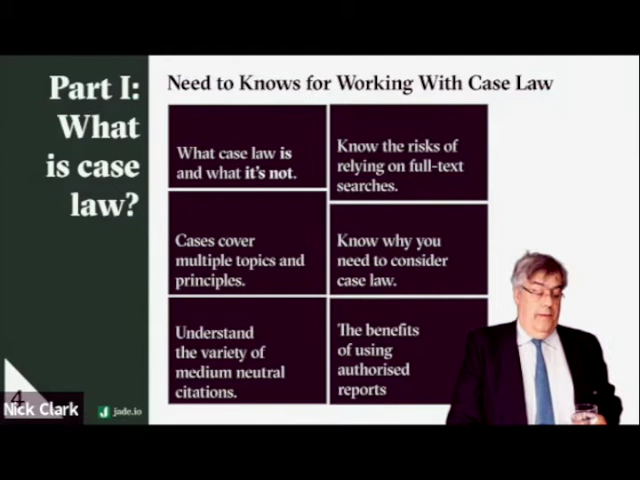 Part I:
What
is case
law?
Need to Knows for Working With Case Law
What case law is
and what it's not.
Know the risks of
relying on full-text
searches.
Cases cover
multiple topics and
principles.
Know why you
need to consider
case law.
Understand
the variety of
medium neutral
citations.
The benefits
of using
authorised
reports
4
Nick Clark
jade.io